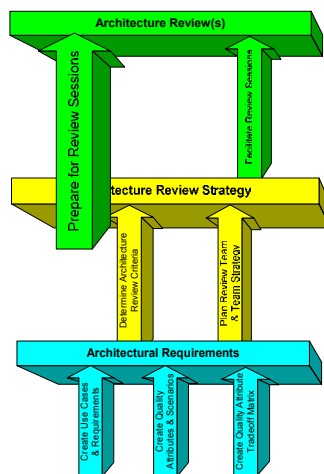 Architecture Review(s)
Prepare for Review Sessions
Facilitate Review Sessions
tecture Review Strategy
Determine Architecture
Review Criteria
Plan Review Team
& Team Strategy
Architectural Requirements
Create Use Cases
& Requirements
Create Quality
Attributes & Scenarios
Create Quality Attribute
Tradeoff Matrix